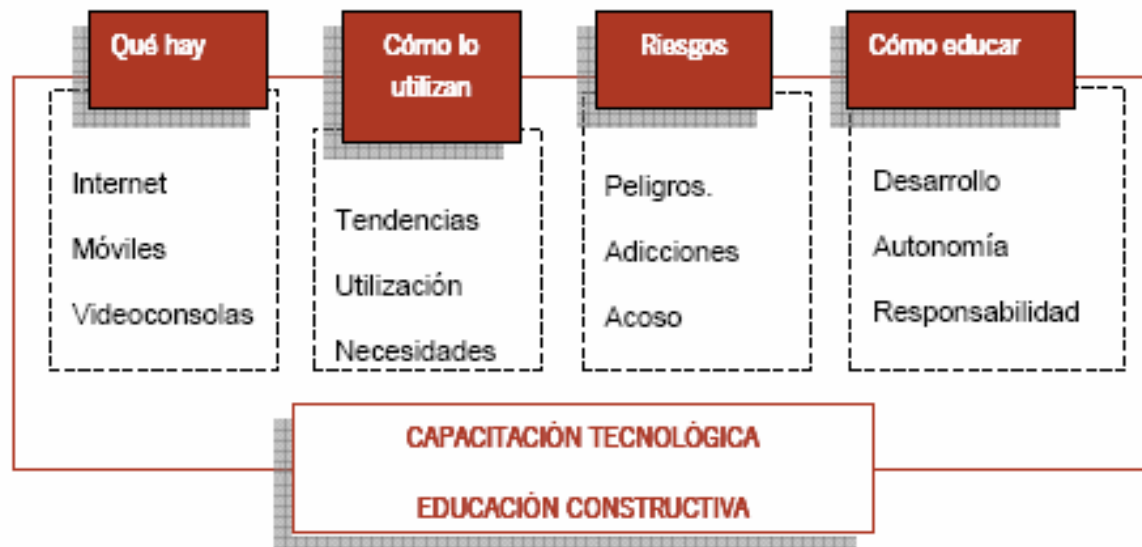 Qué hay
Internet
Móviles
Videoconsolas
Cómo lo
utilizan
Tendencias
Utilización
Necesidades
Riesgos
Peligros.
Adicciones
Acoso
Cómo educar
Desarrollo
Autonomía
Responsabilidad
CAPACITACIÓN TECNOLÓGICA
EDUCACIÓN CONSTRUCTIVA